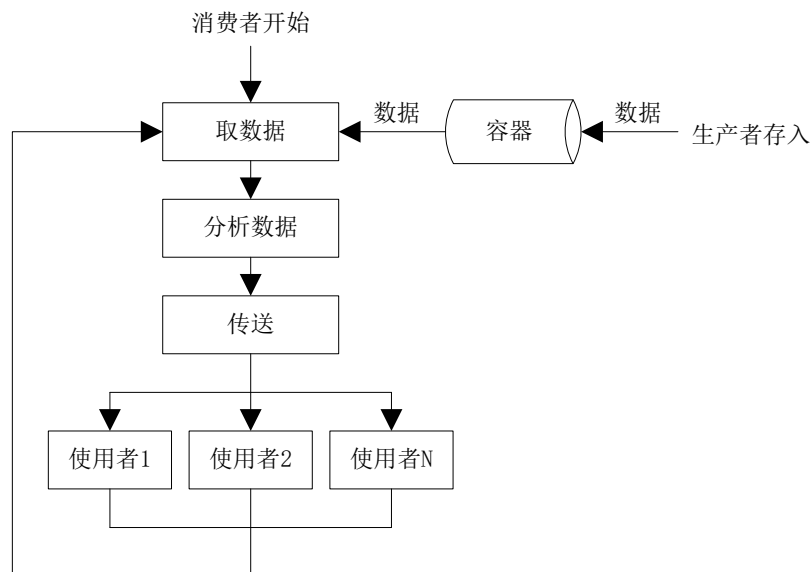 消费者开始
取数据
数据
容器
数据
生产者存入
分析数据
传送
使用者1
使用者2
使用者N